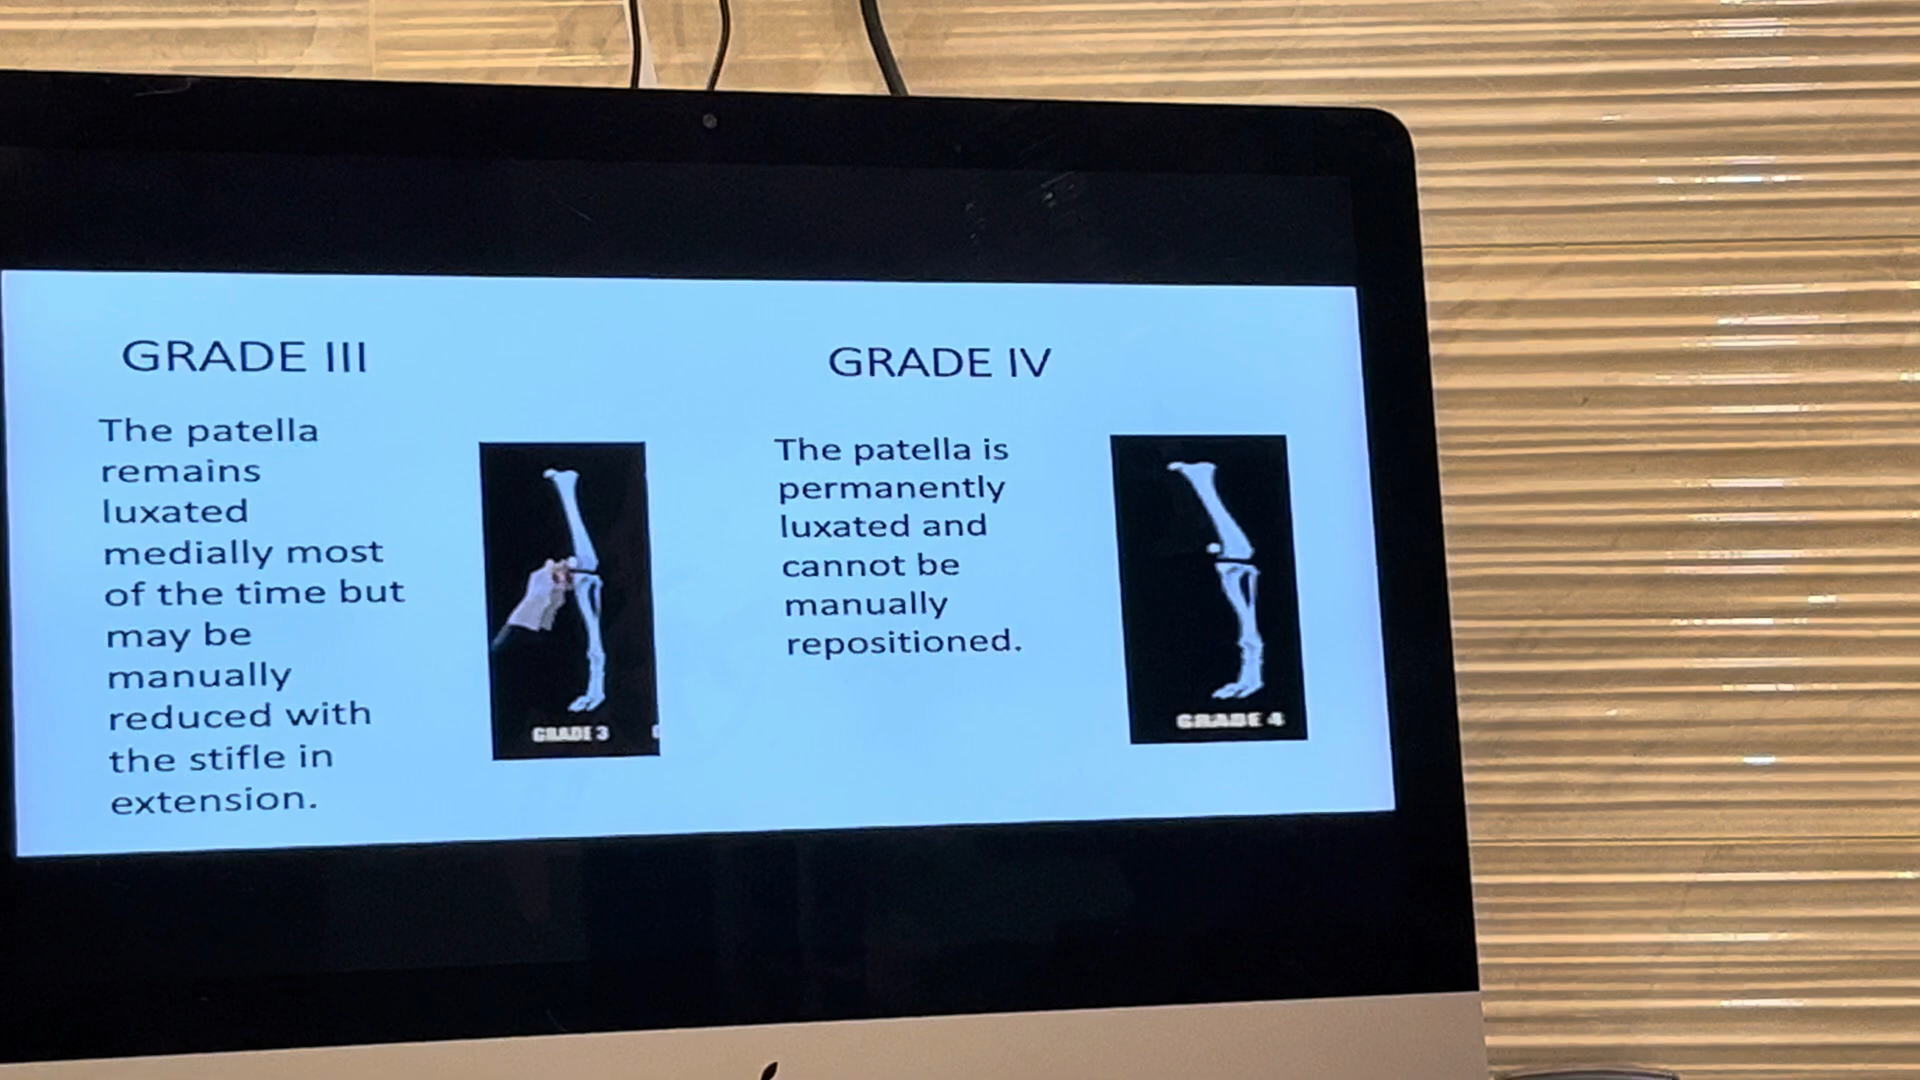 GRADE III
The patella
remains
luxated
medially most
of the time but
may be
manually
reduced with
the stifle in
extension.
GRADE 3
GRADE IV
The patella is
permanently
luxated and
cannot be
manually
repositioned.
GRADE 4